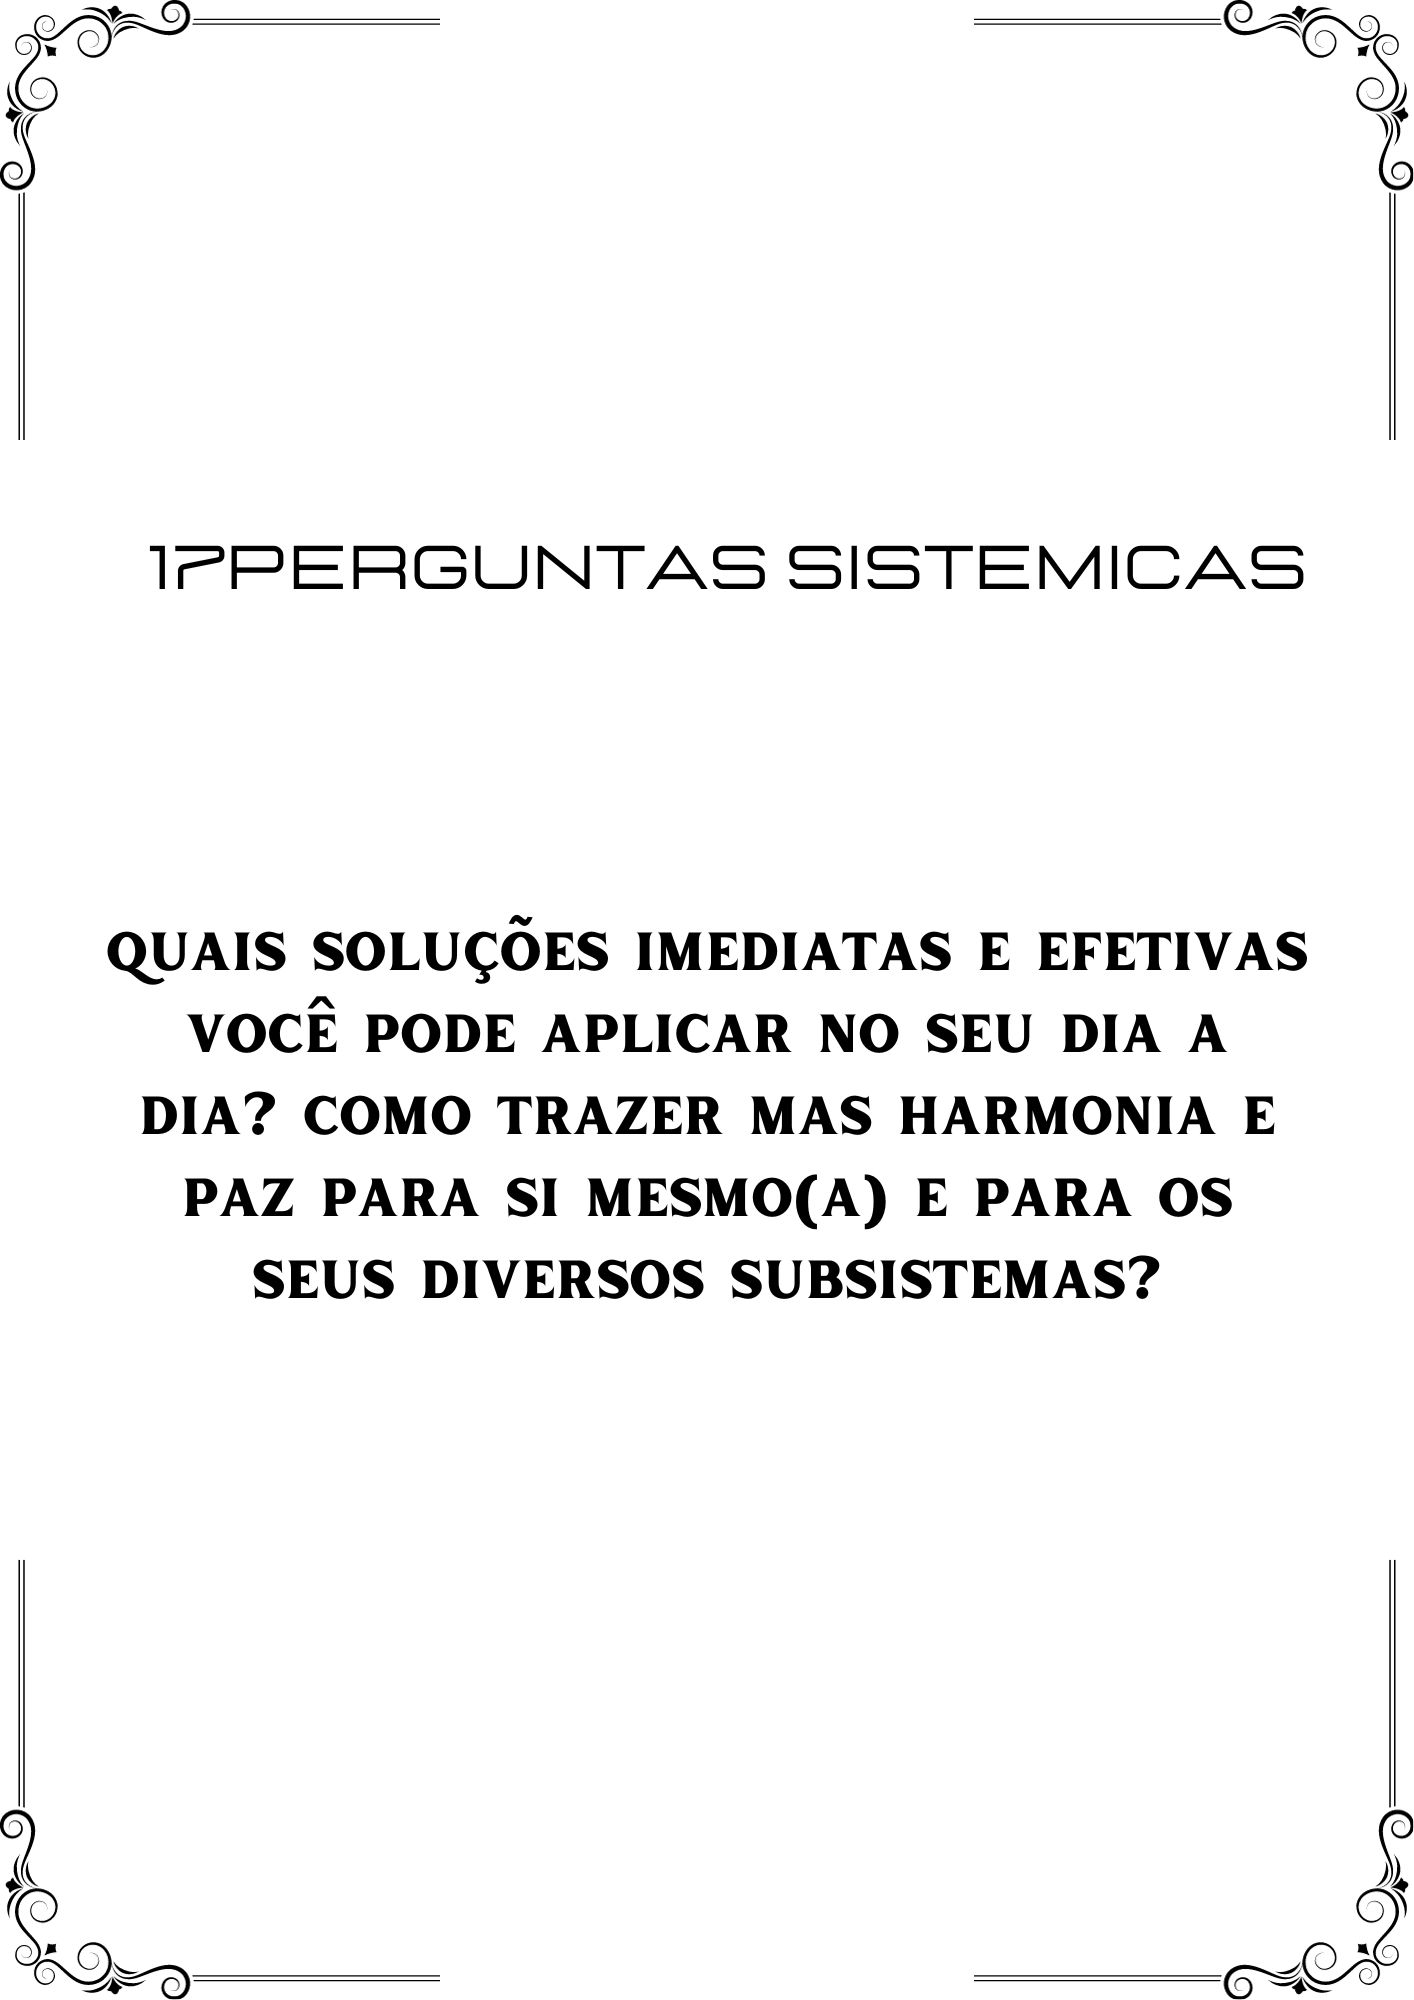 17PERGUNTAS SISTEMICAS
QUAIS SOLUÇÕES IMEDIATAS E EFETIVAS
VOCÊ PODE APLICAR NO SEU DIA A
DIA? COMO TRAZER MAS HARMONIA E
PAZ PARA SI MESMO(A) E PARA OS
SEUS DIVERSOS SUBSISTEMAS?